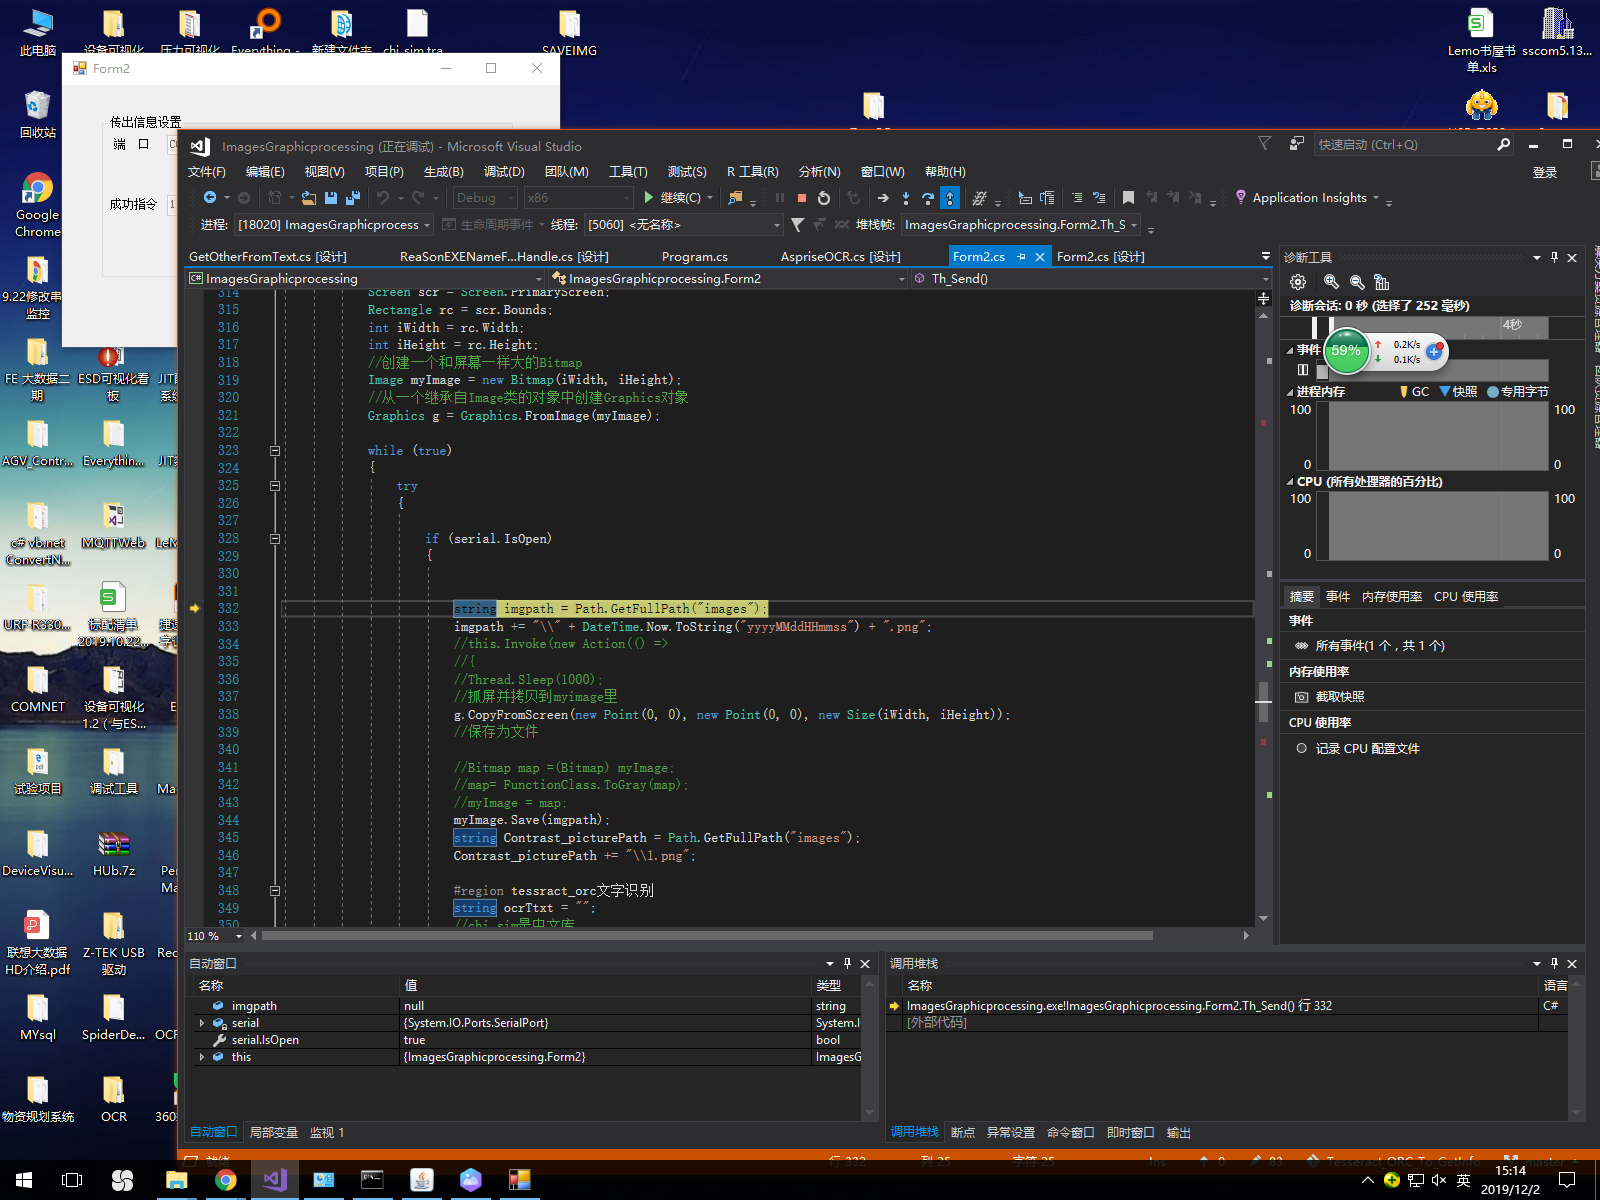 此电脑
设备可视化
压力可视化
Everything -
新建文件夹
chi_sim.tra
SAVEIMG
Lemo书屋书单.xls
sscom5.13...
回收站
Google Chrome
9.22修改串监控
FE 大数据二期
ESD可视化看板
AGV_Contr...
Everythin...
c# vb.net ConvertN...
MQTTWeb
LeM
URF R330...
标配清单 2019.10.22...
COMNET
设备可视化 1.2（与ES...
试验项目
调试工具
Ma
DeviceVisu...
HUb.7z
Per Ma
联想大数据 HD介绍.pdf
Z-TEK USB 驱动
Rec
MYsql
SpiderDe...
OCR
物资规划系统
OCR
360
Form2
传出信息设置
端 口
成功指令 1
ImagesGraphicprocessing (正在调试) - Microsoft Visual Studio
快速启动 (Ctrl+Q)
文件(F) 编辑(E) 视图(V) 项目(P) 生成(B) 调试(D) 团队(M) 工具(T) 测试(S) R 工具(R) 分析(N) 窗口(W) 帮助(H)
登录
Debug x86 继续(C) Application Insights
进程: [18020] ImagesGraphicprocess 生命周期事件 线程: [5060] <无名称> 堆栈帧: ImagesGraphicprocessing.Form2.Th_S
GetOtherFromText.cs [设计] ReaSonEXENameF...Handle.cs [设计] Program.cs AspriseOCR.cs [设计] Form2.cs Form2.cs [设计]
ImagesGraphicprocessing ImagesGraphicprocessing.Form2 Th_Send()
314 Screen scr = Screen.PrimaryScreen;
315 Rectangle rc = scr.Bounds;
316 int iWidth = rc.Width;
317 int iHeight = rc.Height;
318 //创建一个和屏幕一样大的Bitmap
319 Image myImage = new Bitmap(iWidth, iHeight);
320 //从一个继承自Image类的对象中创建Graphics对象
321 Graphics g = Graphics.FromImage(myImage);
322
323 while (true)
324 {
325 try
326 {
327
328 if (serial.IsOpen)
329 {
330
331
332 string imgpath = Path.GetFullPath("images");
333 imgpath += "\\" + DateTime.Now.ToString("yyyyMMddHHmmss") + ".png";
334 //this.Invoke(new Action(() =>
335 //{
336 //Thread.Sleep(1000);
337 //抓屏并拷贝到myimage里
338 g.CopyFromScreen(new Point(0, 0), new Point(0, 0), new Size(iWidth, iHeight));
339 //保存为文件
340
341 //Bitmap map =(Bitmap) myImage;
342 //map= FunctionClass.ToGray(map);
343 //myImage = map;
344 myImage.Save(imgpath);
345 string Contrast_picturePath = Path.GetFullPath("images");
346 Contrast_picturePath += "\\1.png";
347
348 #region tessract_orc文字识别
349 string ocrTtxt = "";
350 //chi_sim是中文库
110 %
诊断工具
诊断会话: 0 秒 (选择了 252 毫秒)
4秒
事件
59%
0.2K/s
0.1K/s
进程内存 GC 快照 专用字节
100 100
0 0
CPU (所有处理器的百分比)
100 100
0 0
摘要 事件 内存使用率 CPU 使用率
事件
所有事件(1 个，共 1 个)
内存使用率
截取快照
CPU 使用率
记录 CPU 配置文件
自动窗口
名称 值 类型
imgpath null string
serial {System.IO.Ports.SerialPort} System.I
serial.IsOpen true bool
this {ImagesGraphicprocessing.Form2} ImagesG
自动窗口 局部变量 监视 1
调用堆栈
名称 语言
ImagesGraphicprocessing.exe!ImagesGraphicprocessing.Form2.Th_Send() 行 332 C#
[外部代码]
调用堆栈 断点 异常设置 命令窗口 即时窗口 输出
就绪 行 332 列 25 字符 25 Ins 0 83 Tesseract_ORC_To_GetInfo master
英
15:14
2019/12/2